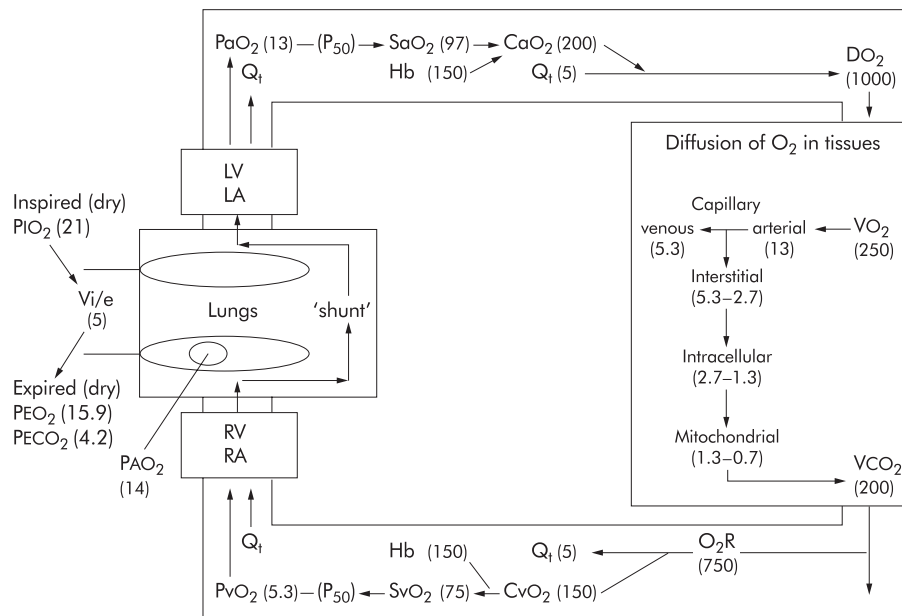 PaO₂ (13) –(P₅₀) SaO₂ (97) CaO₂ (200)
Qₜ Hb (150) Qₜ (5)
DO₂
(1000)
Diffusion of O₂ in tissues
LV
LA
Inspired (dry)
PIO₂ (21)
Vi/e
(5)
Expired (dry)
PEO₂ (15.9)
PECO₂ (4.2)
Lungs
'shunt'
PAO₂
(14)
RV
RA
Capillary
venous arterial VO₂
(5.3) (13) (250)
Interstitial
(5.3–2.7)
Intracellular
(2.7–1.3)
Mitochondrial
(1.3–0.7)
VCO₂
(200)
Qₜ Hb (150) Qₜ (5) O₂R
(750)
PvO₂ (5.3) –(P₅₀) SvO₂ (75) CvO₂ (150)